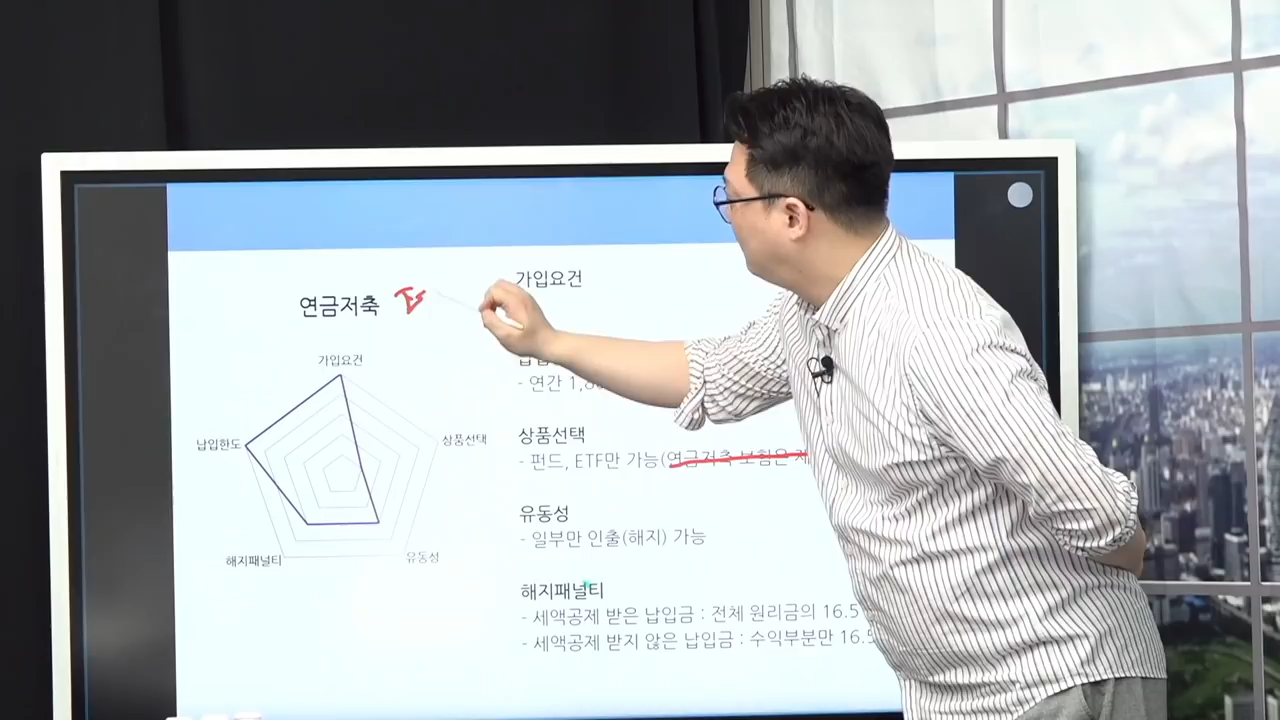 연금저축
가입요건
납입한도
해지패널티
유동성
상품선택
가입요건
- 연간 1,8
상품선택
- 펀드, ETF만 가능(연금저축 보험은
유동성
- 일부만 인출(해지) 가능
해지패널티
- 세액공제 받은 납입금 : 전체 원리금의 16.5
- 세액공제 받지 않은 납입금 : 수익부분만 16.5